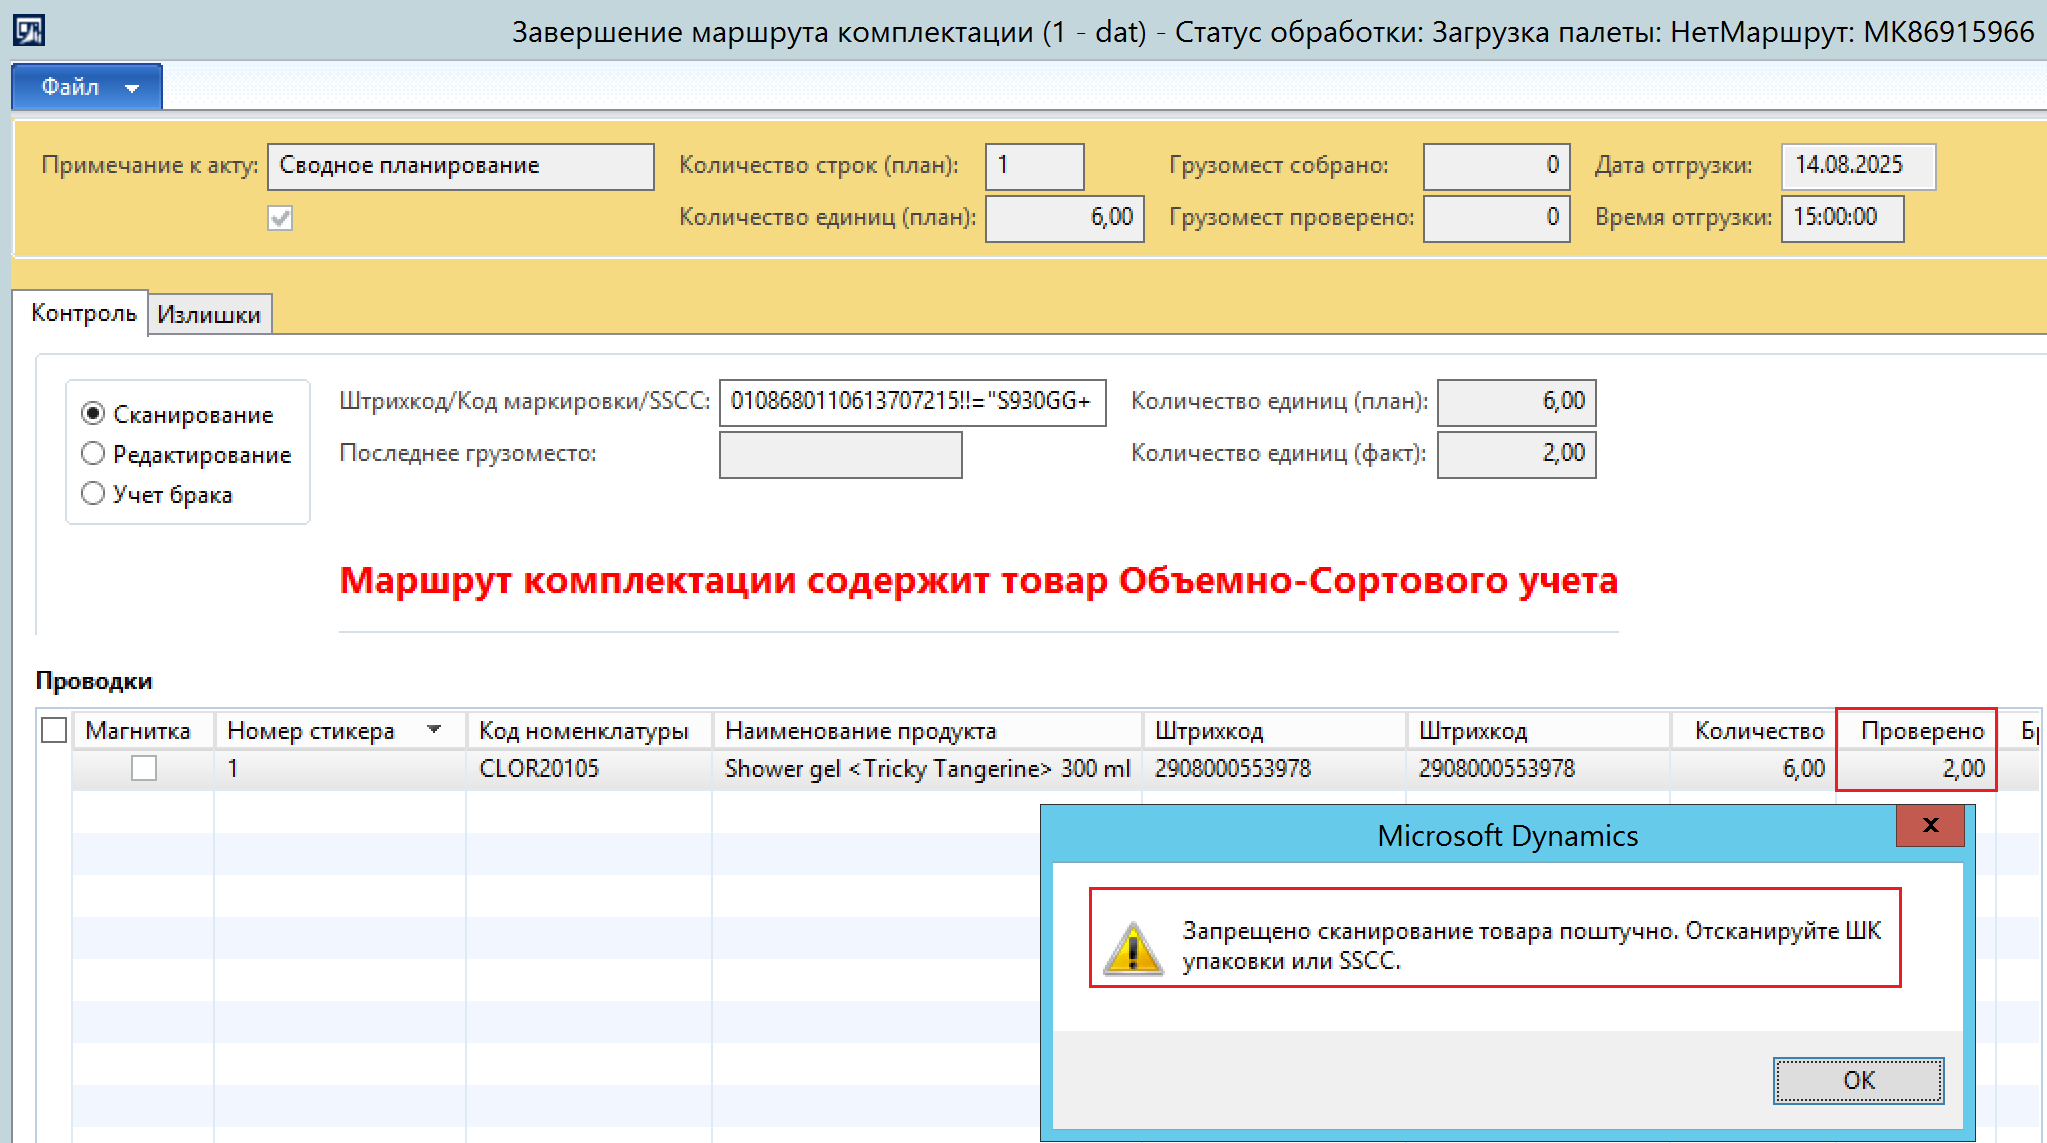 Завершение маршрута комплектации (1 - dat) - Статус обработки: Загрузка палеты: НетМаршрут: МК86915966
Файл
Примечание к акту: Сводное планирование Количество строк (план): 1 Грузомест собрано: 0 Дата отгрузки: 14.08.2025
Количество единиц (план): 6,00 Грузомест проверено: 0 Время отгрузки: 15:00:00
Контроль Излишки
Сканирование Штрихкод/Код маркировки/SSCC: 0108680110613707215!!="S930GG+ Количество единиц (план): 6,00
Редактирование Последнее грузоместо: Количество единиц (факт): 2,00
Учет брака
Маршрут комплектации содержит товар Объемно-Сортового учета
Проводки
Магнитка Номер стикера Код номенклатуры Наименование продукта Штрихкод Штрихкод Количество Проверено
1 CLOR20105 Shower gel <Tricky Tangerine> 300 ml 2908000553978 2908000553978 6,00 2,00
Microsoft Dynamics
x
Запрещено сканирование товара поштучно. Отсканируйте ШК
упаковки или SSCC.
OK